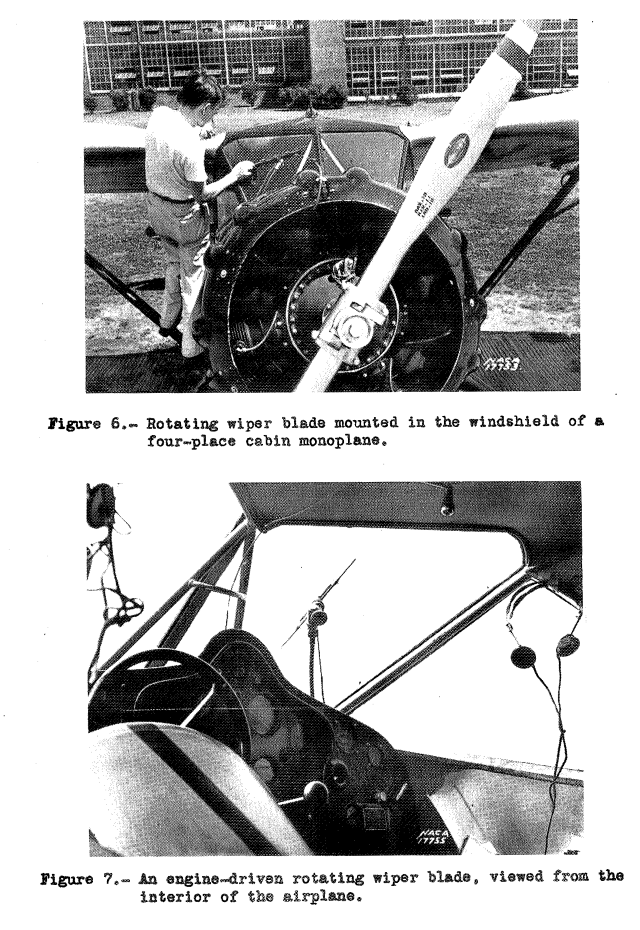 NACA
17753
Figure 6.- Rotating wiper blade mounted in the windshield of a
four-place cabin monoplane.
NACA
17755
Figure 7.- An engine-driven rotating wiper blade, viewed from the
interior of the airplane.